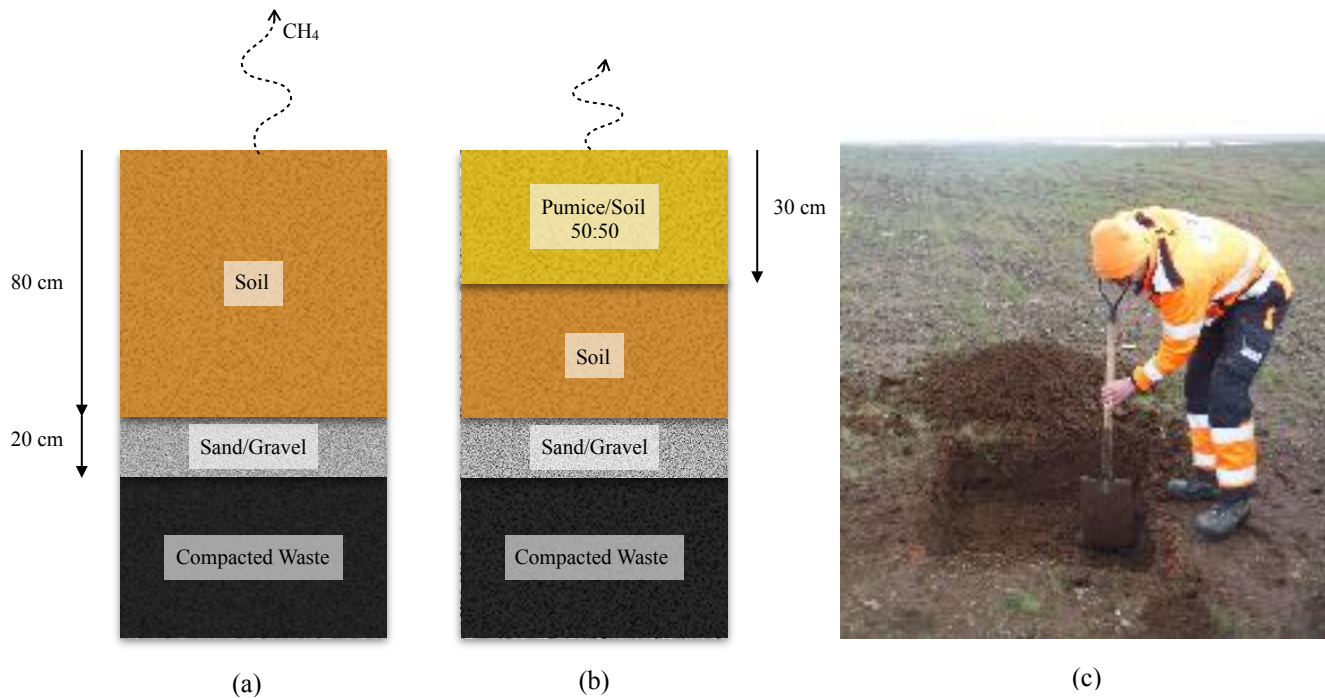 CH₄
80 cm
20 cm
Soil
Sand/Gravel
Compacted Waste
(a)
Pumice/Soil
50:50
30 cm
Soil
Sand/Gravel
Compacted Waste
(b)
(c)